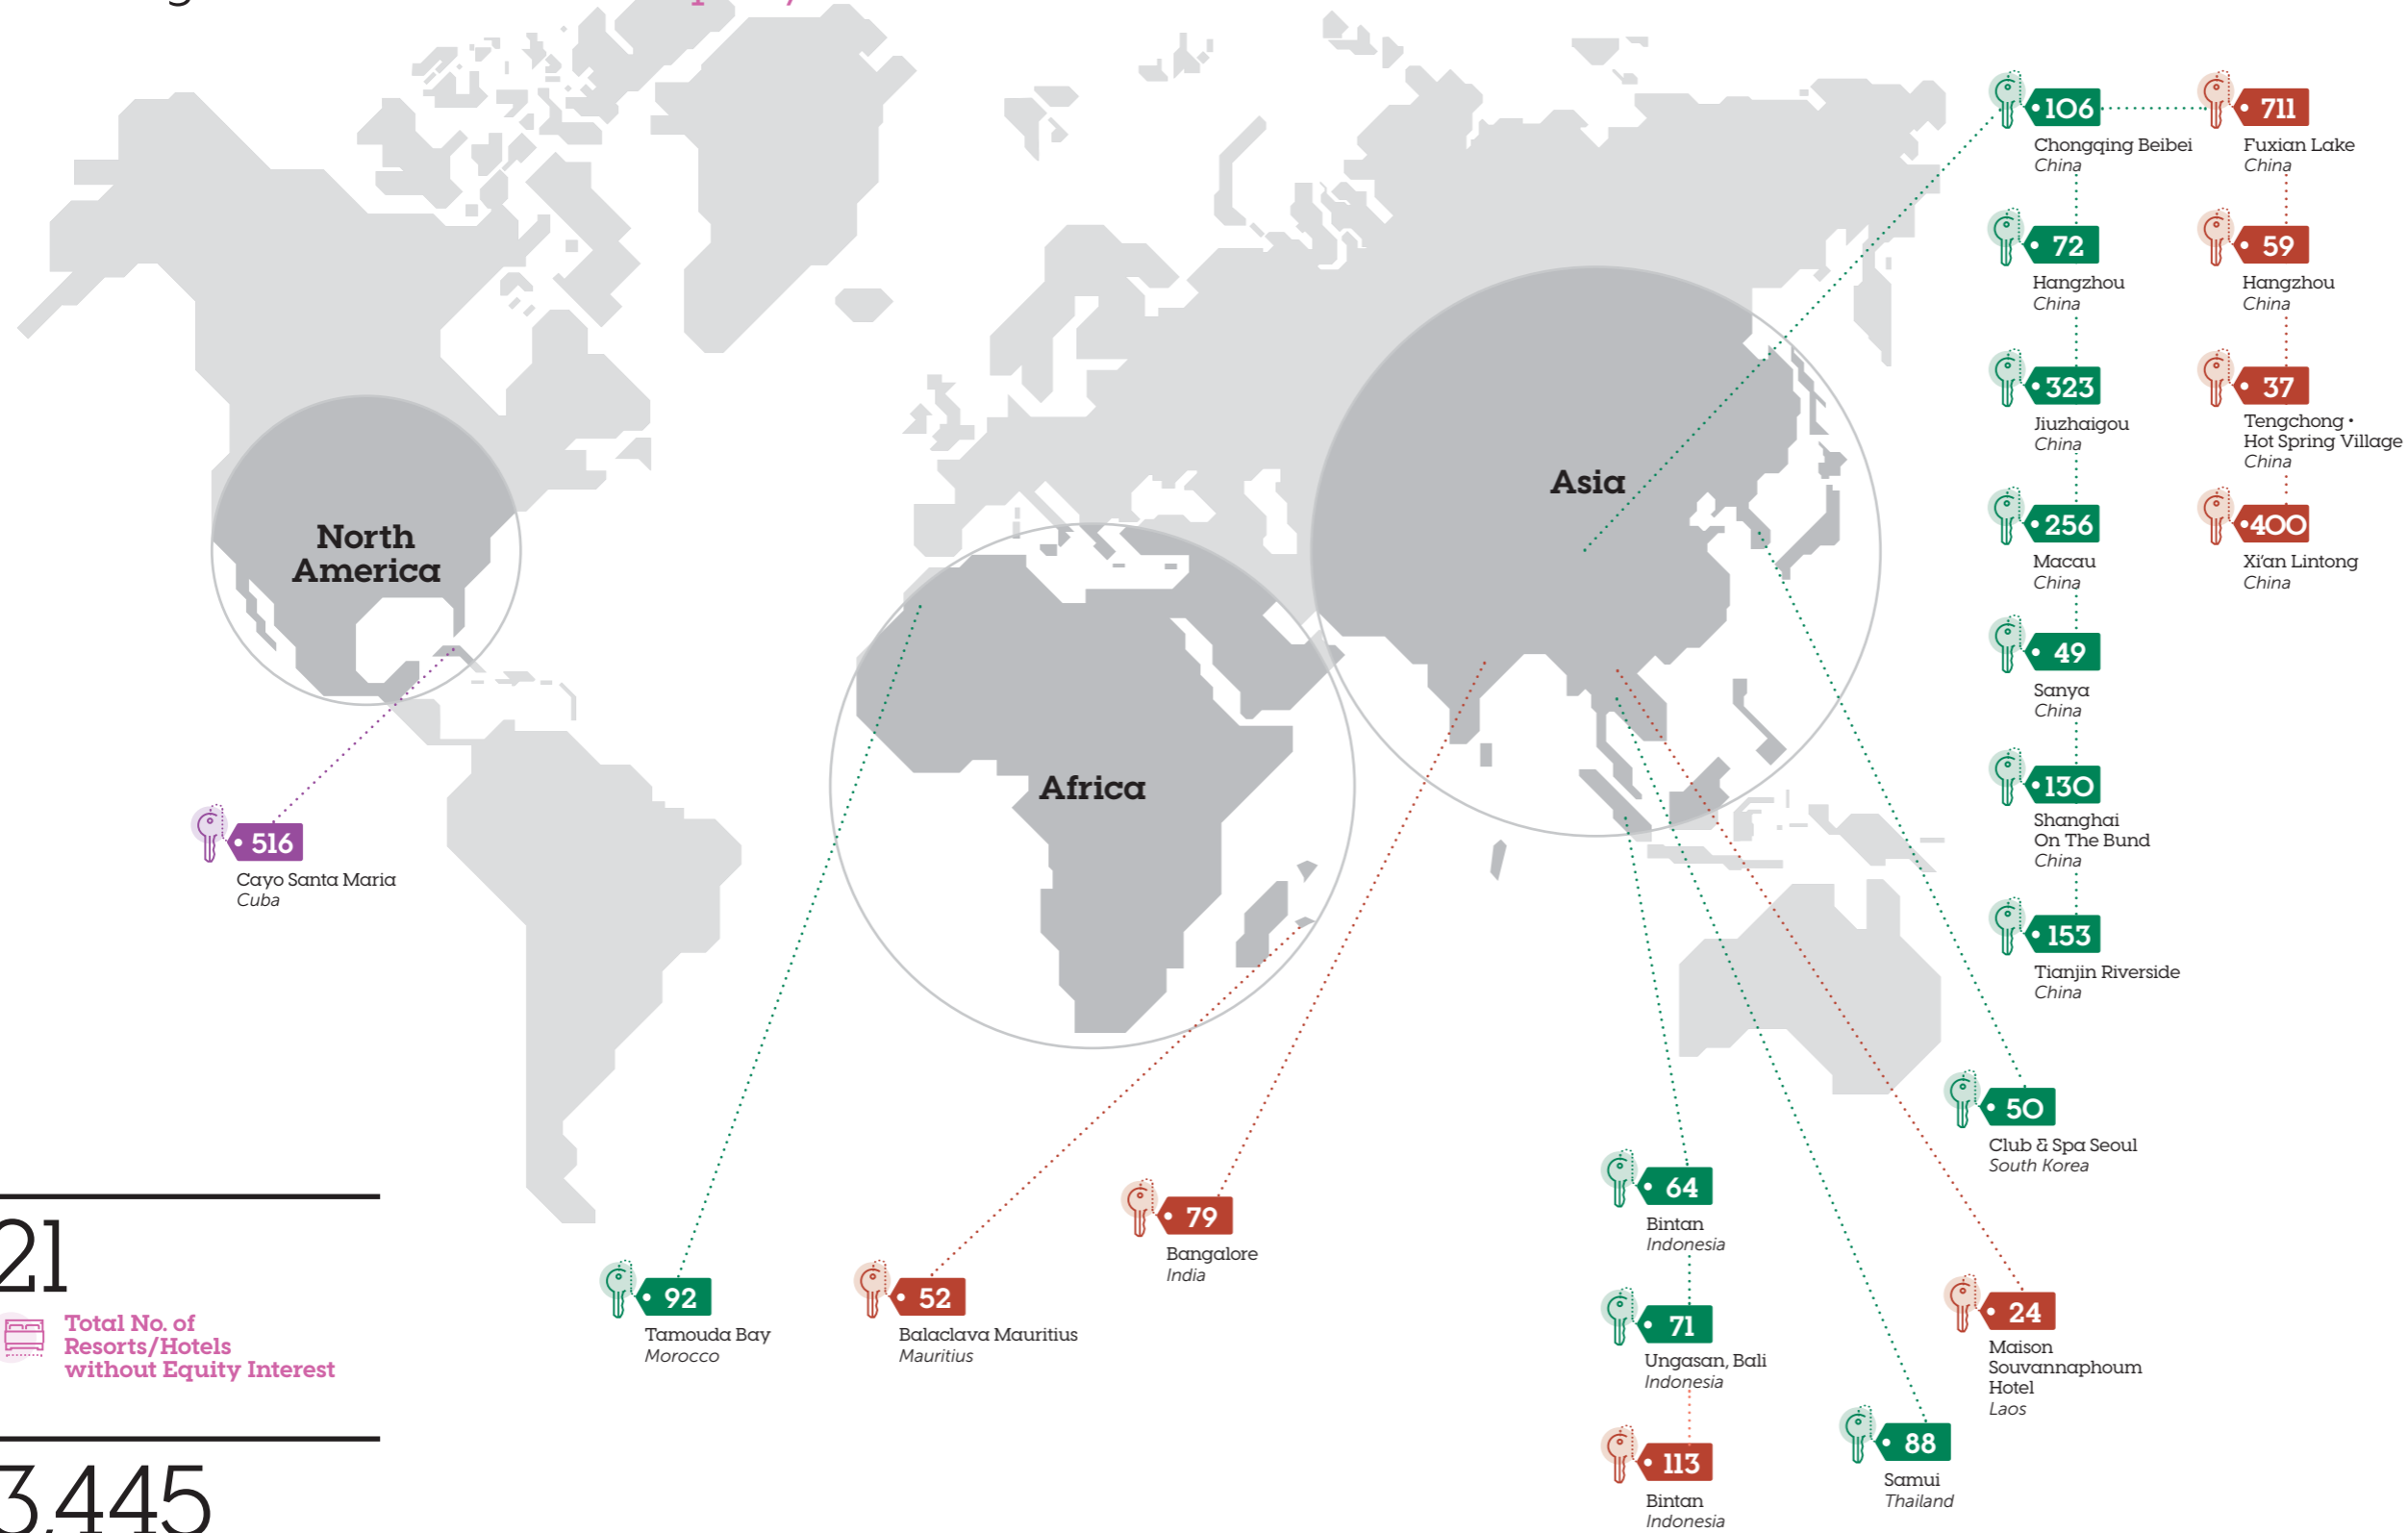 North
America
Africa
Asia
516
Cayo Santa Maria
Cuba
92
Tamouda Bay
Morocco
52
Balaclava Mauritius
Mauritius
79
Bangalore
India
64
Bintan
Indonesia
71
Ungasan, Bali
Indonesia
113
Bintan
Indonesia
88
Samui
Thailand
24
Maison
Souvannaphoum
Hotel
Laos
50
Club & Spa Seoul
South Korea
106
Chongqing Beibei
China
72
Hangzhou
China
323
Jiuzhaigou
China
256
Macau
China
49
Sanya
China
130
Shanghai
On The Bund
China
153
Tianjin Riverside
China
711
Fuxian Lake
China
59
Hangzhou
China
37
Tengchong •
Hot Spring Village
China
400
Xi'an Lintong
China
21
Total No. of
Resorts/Hotels
without Equity Interest
3,445